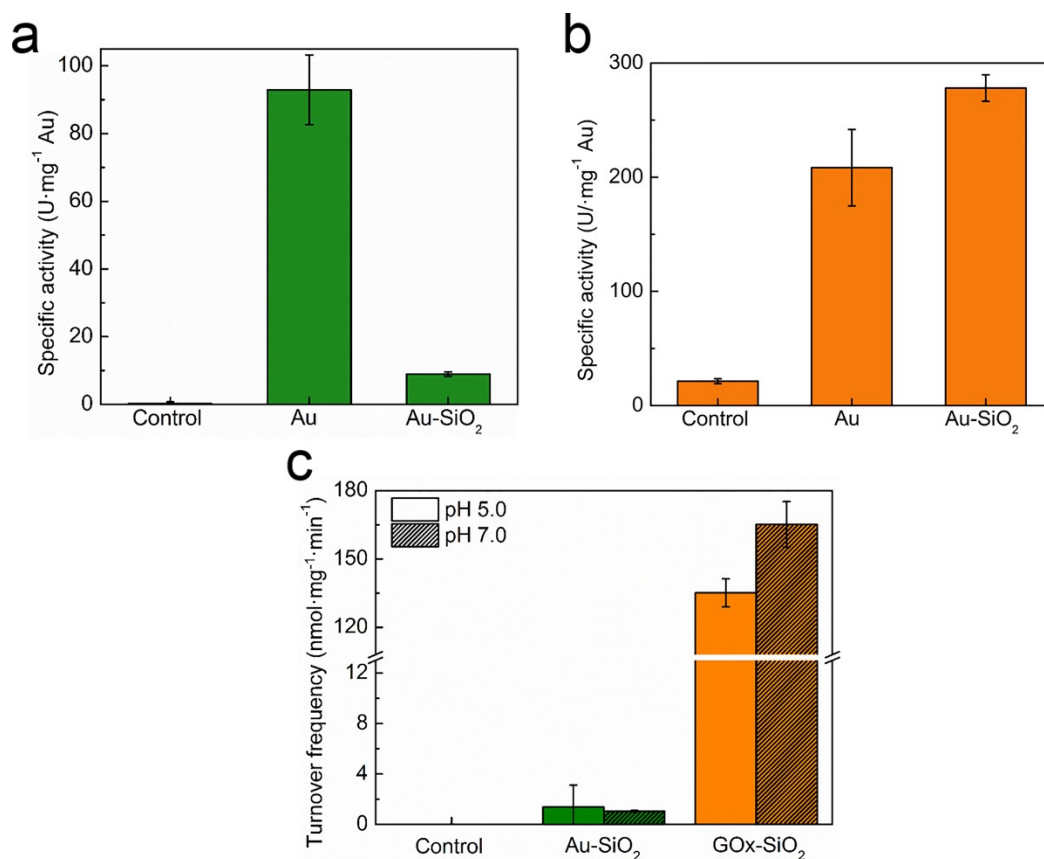 a
Specific activity (U·mg⁻¹ Au)
100
80
60
40
20
0
Control Au Au-SiO₂
b
Specific activity (U/·mg⁻¹ Au)
300
200
100
0
Control Au Au-SiO₂
c
Turnover frequency (nmol·mg⁻¹·min⁻¹)
180
150
120
12
8
4
0
pH 5.0
pH 7.0
Control Au-SiO₂ GOx-SiO₂